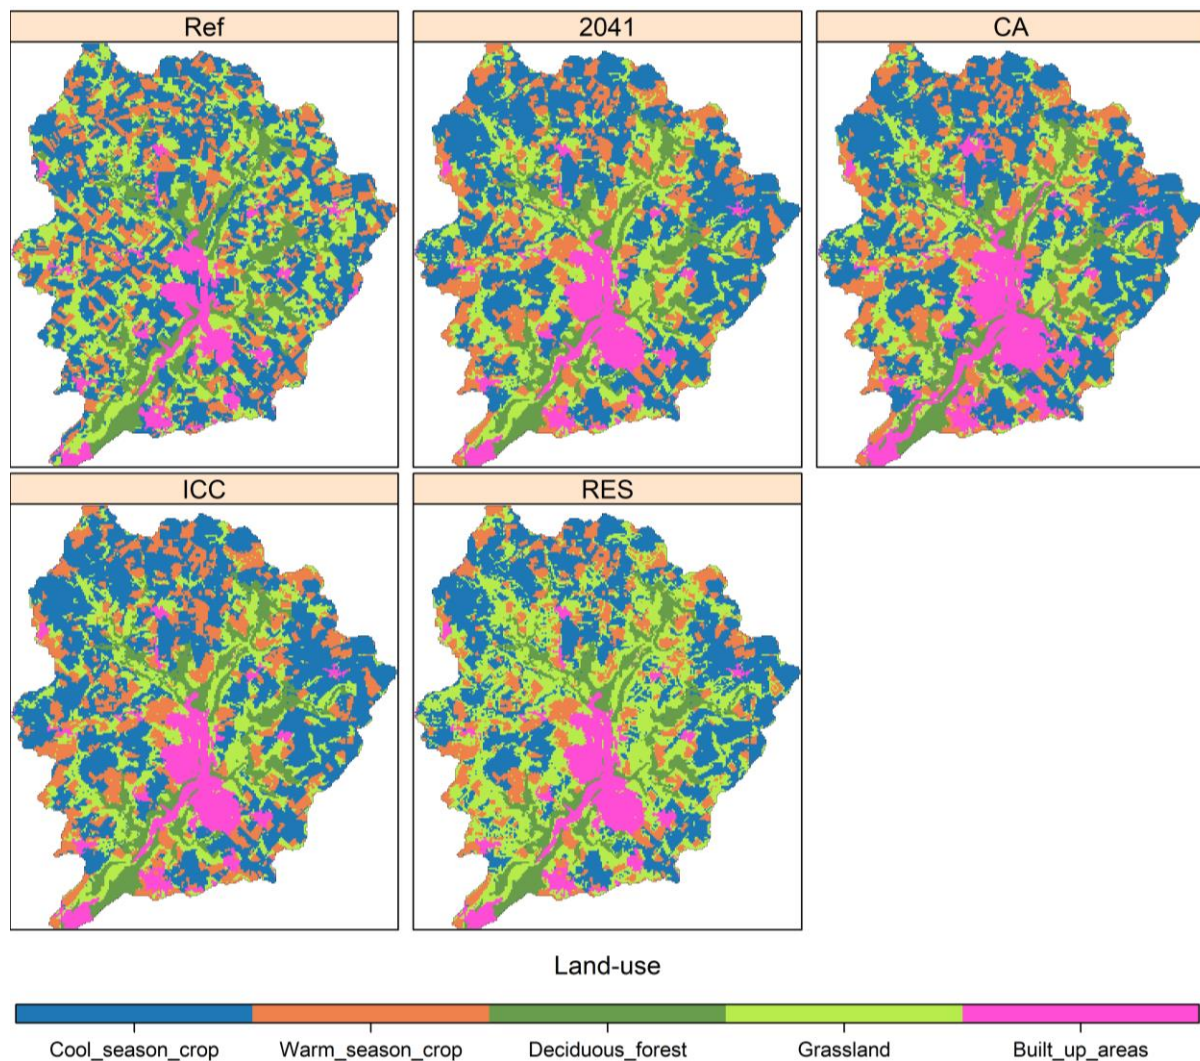 Ref
2041
CA
ICC
RES
Land-use
Cool_season_crop
Warm_season_crop
Deciduous_forest
Grassland
Built_up_areas